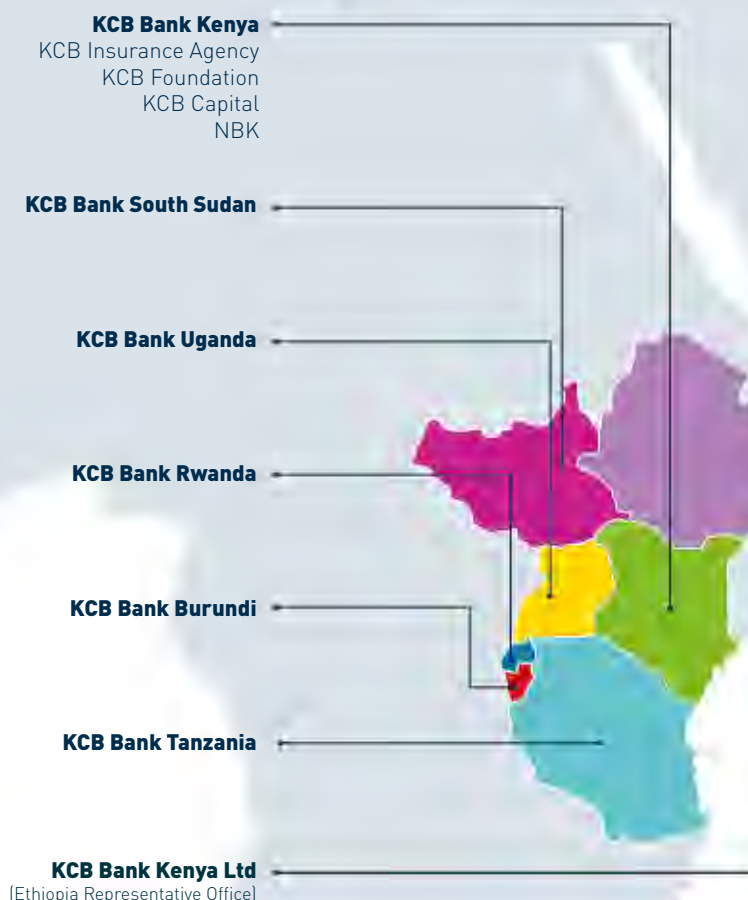 KCB Bank Kenya
KCB Insurance Agency
KCB Foundation
KCB Capital
NBK
KCB Bank South Sudan
KCB Bank Uganda
KCB Bank Rwanda
KCB Bank Burundi
KCB Bank Tanzania
KCB Bank Kenya Ltd
(Ethiopia Representative Office)